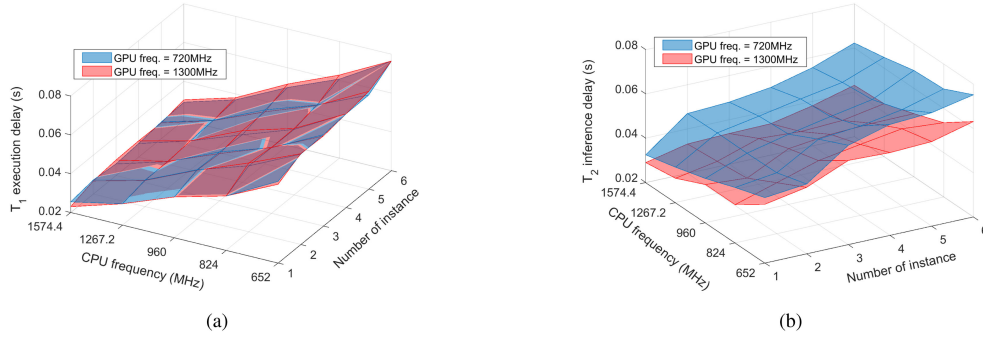 GPU freq. = 720MHz
GPU freq. = 1300MHz
T1 execution delay (s)
0.08
0.06
0.04
0.02
1574.4
1267.2
960
824
652
CPU frequency (MHz)
1
2
3
4
5
6
Number of instance
(a)
GPU freq. = 720MHz
GPU freq. = 1300MHz
T2 inference delay (s)
0.08
0.06
0.04
0.02
1574.4
1267.2
960
824
652
CPU frequency (MHz)
1
2
3
4
5
6
Number of instance
(b)